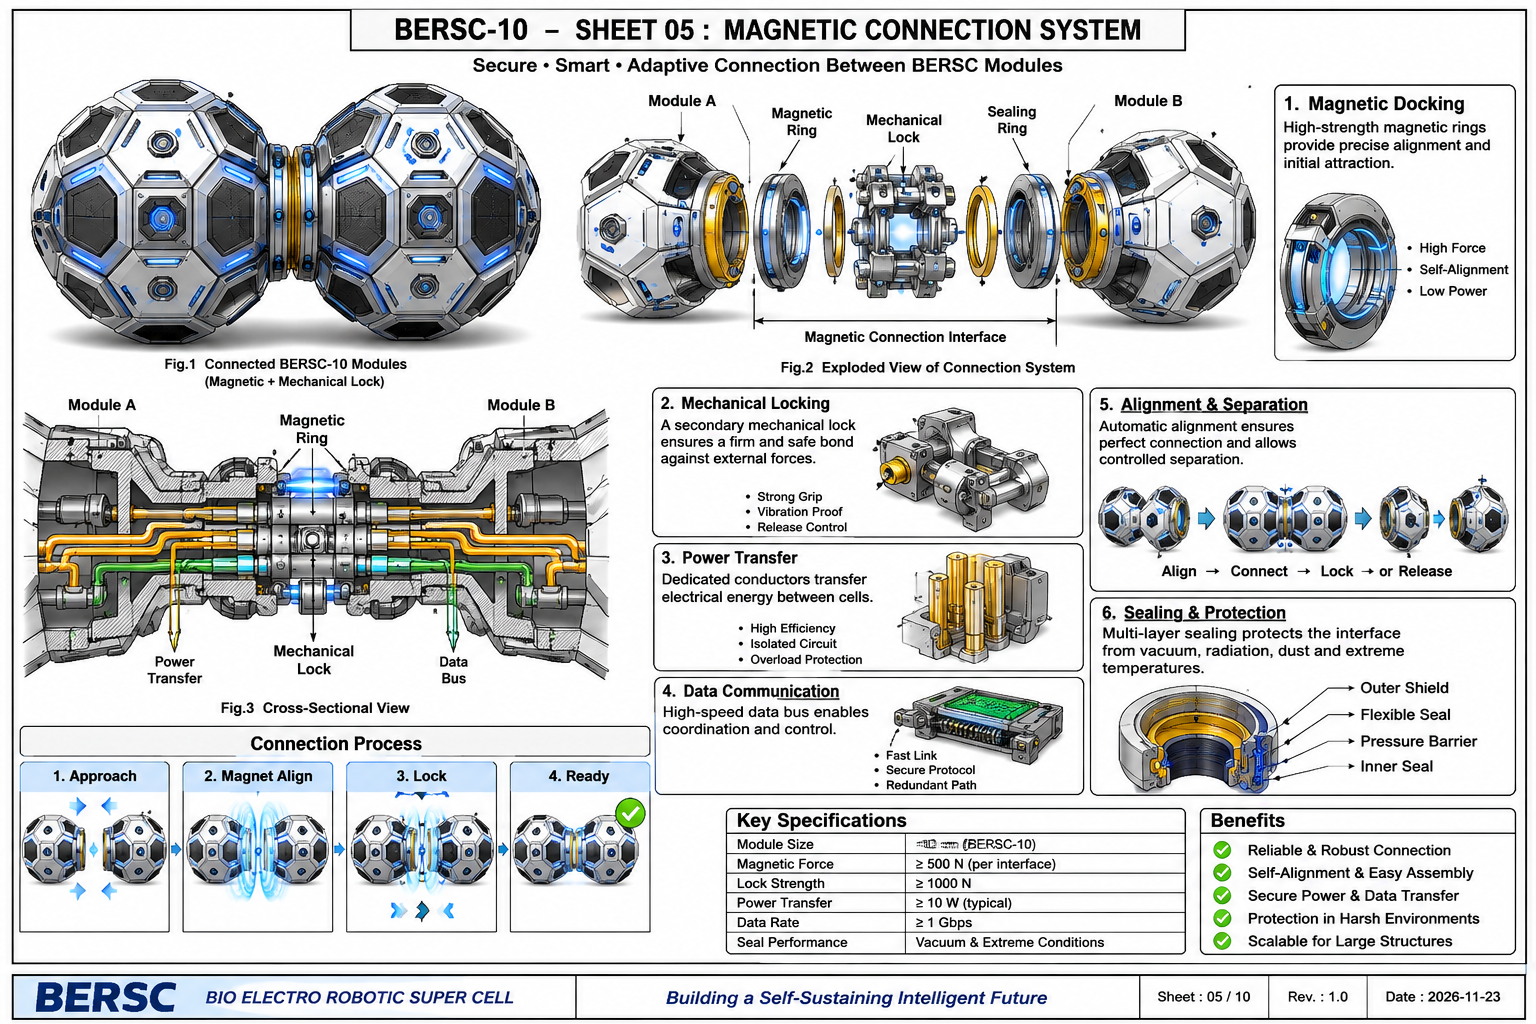 BERSC-10 – SHEET 05 : MAGNETIC CONNECTION SYSTEM
Secure • Smart • Adaptive Connection Between BERSC Modules
Fig.1 Connected BERSC-10 Modules
(Magnetic + Mechanical Lock)
Module A
Magnetic
Ring
Mechanical
Lock
Sealing
Ring
Module B
Magnetic Connection Interface
Fig.2 Exploded View of Connection System
1. Magnetic Docking
High-strength magnetic rings
provide precise alignment and
initial attraction.
• High Force
• Self-Alignment
• Low Power
Module A
Magnetic
Ring
Module B
Power
Transfer
Mechanical
Lock
Data
Bus
Fig.3 Cross-Sectional View
2. Mechanical Locking
A secondary mechanical lock
ensures a firm and safe bond
against external forces.
• Strong Grip
• Vibration Proof
• Release Control
3. Power Transfer
Dedicated conductors transfer
electrical energy between cells.
• High Efficiency
• Isolated Circuit
• Overload Protection
4. Data Communication
High-speed data bus enables
coordination and control.
• Fast Link
• Secure Protocol
• Redundant Path
5. Alignment & Separation
Automatic alignment ensures
perfect connection and allows
controlled separation.
Align → Connect → Lock → or Release
6. Sealing & Protection
Multi-layer sealing protects the interface
from vacuum, radiation, dust and extreme
temperatures.
Outer Shield
Flexible Seal
Pressure Barrier
Inner Seal
Connection Process
1. Approach
2. Magnet Align
3. Lock
4. Ready
Key Specifications
Module Size (BERSC-10)
Magnetic Force ≥ 500 N (per interface)
Lock Strength ≥ 1000 N
Power Transfer ≥ 10 W (typical)
Data Rate ≥ 1 Gbps
Seal Performance Vacuum & Extreme Conditions
Benefits
Reliable & Robust Connection
Self-Alignment & Easy Assembly
Secure Power & Data Transfer
Protection in Harsh Environments
Scalable for Large Structures
BERSC BIO ELECTRO ROBOTIC SUPER CELL
Building a Self-Sustaining Intelligent Future
Sheet : 05 / 10
Rev. : 1.0
Date : 2026-11-23